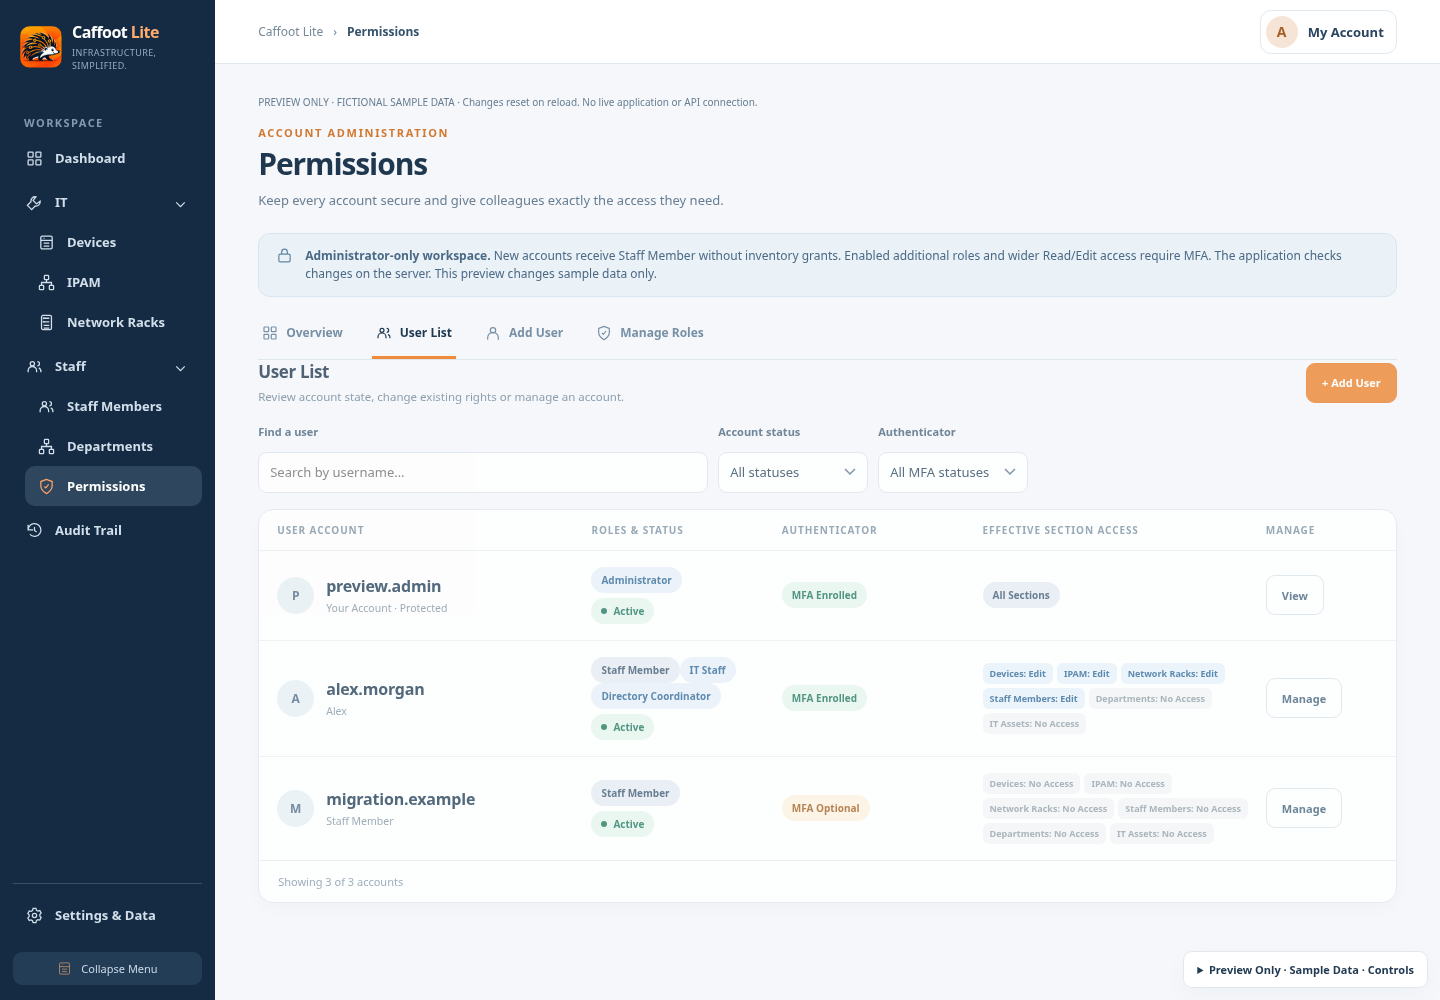 Caffoot Lite
INFRASTRUCTURE,
SIMPLIFIED.
WORKSPACE
Dashboard
IT
Devices
IPAM
Network Racks
Staff
Staff Members
Departments
Permissions
Audit Trail
Settings & Data
Collapse Menu
Caffoot Lite › Permissions
A My Account
PREVIEW ONLY · FICTIONAL SAMPLE DATA · Changes reset on reload. No live application or API connection.
ACCOUNT ADMINISTRATION
Permissions
Keep every account secure and give colleagues exactly the access they need.
Administrator-only workspace. New accounts receive Staff Member without inventory grants. Enabled additional roles and wider Read/Edit access require MFA. The application checks
changes on the server. This preview changes sample data only.
Overview User List Add User Manage Roles
User List
Review account state, change existing rights or manage an account.
+ Add User
Find a user Account status Authenticator
Search by username... All statuses All MFA statuses
USER ACCOUNT ROLES & STATUS AUTHENTICATOR EFFECTIVE SECTION ACCESS MANAGE
P
preview.admin
Your Account · Protected
Administrator
Active
MFA Enrolled
All Sections
View
A
alex.morgan
Alex
Staff Member IT Staff
Directory Coordinator
Active
MFA Enrolled
Devices: Edit IPAM: Edit Network Racks: Edit
Staff Members: Edit Departments: No Access
IT Assets: No Access
Manage
M
migration.example
Staff Member
Staff Member
Active
MFA Optional
Devices: No Access IPAM: No Access
Network Racks: No Access Staff Members: No Access
Departments: No Access IT Assets: No Access
Manage
Showing 3 of 3 accounts
Preview Only · Sample Data · Controls